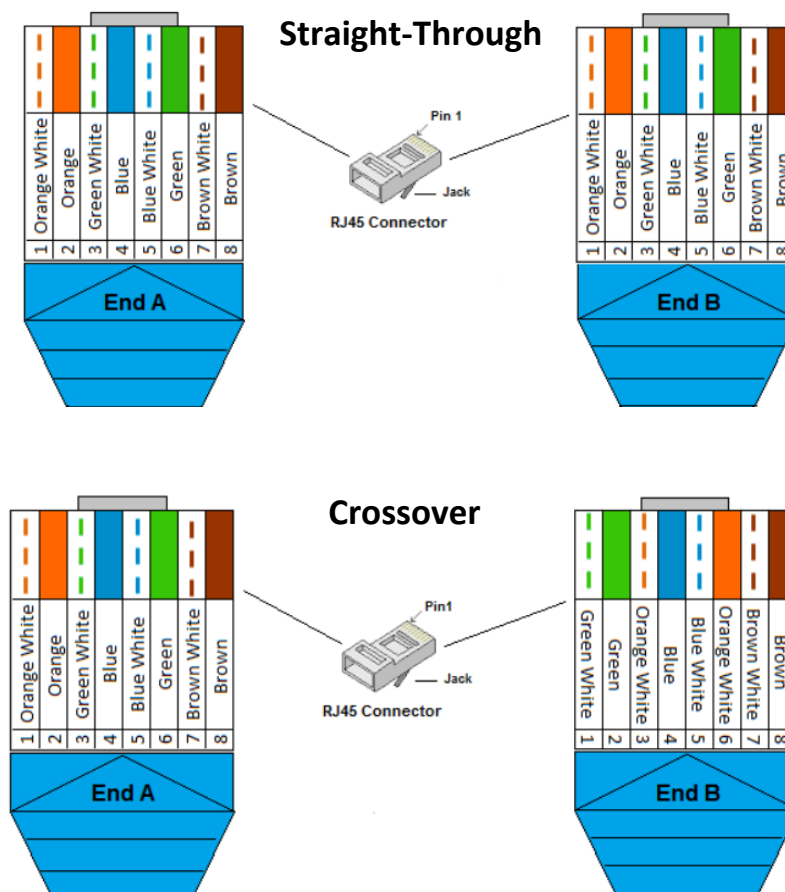 Straight-Through
Orange White
Orange
Green White
Blue
Blue White
Green
Brown White
Brown
1 2 3 4 5 6 7 8
End A
Pin 1
Jack
RJ45 Connector
Orange White
Orange
Green White
Blue
Blue White
Green
Brown White
Brown
1 2 3 4 5 6 7 8
End B
Crossover
Orange White
Orange
Green White
Blue
Blue White
Green
Brown White
Brown
1 2 3 4 5 6 7 8
End A
Pin1
Jack
RJ45 Connector
Green White
Green
Orange White
Blue
Blue White
Orange White
Brown White
Brown
1 2 3 4 5 6 7 8
End B